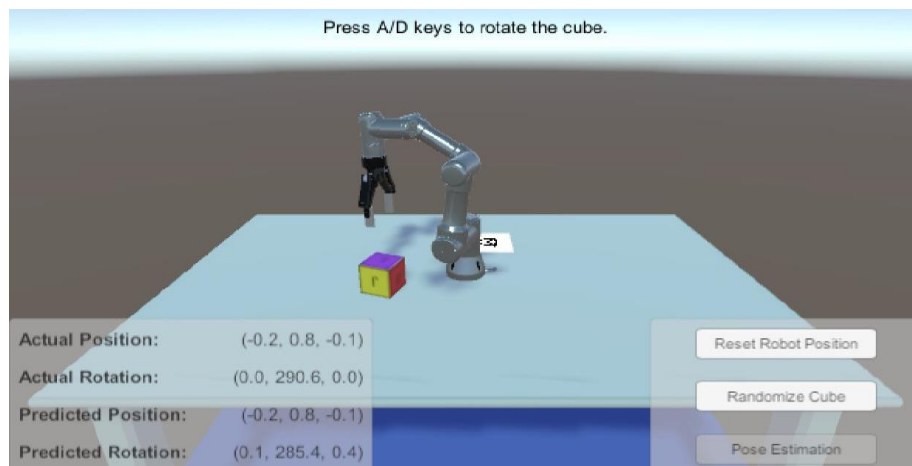 Press A/D keys to rotate the cube.
Actual Position: (-0.2, 0.8, -0.1)
Actual Rotation: (0.0, 290.6, 0.0)
Predicted Position: (-0.2, 0.8, -0.1)
Predicted Rotation: (0.1, 285.4, 0.4)
Reset Robot Position
Randomize Cube
Pose Estimation